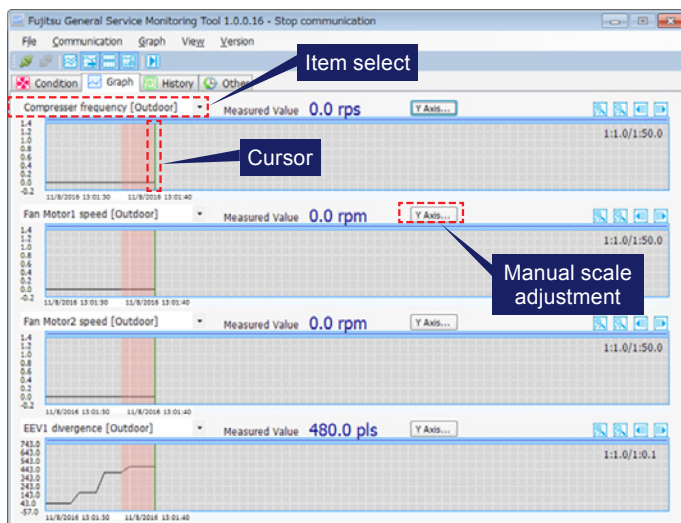 Fujitsu General Service Monitoring Tool 1.0.0.16 - Stop communication
File Communication Graph View Version
Condition Graph History Other
Item select
Compresser frequency [Outdoor] Measured Value 0.0 rps Y Axis...
1.4
1.2
1.0
0.8
0.6
0.4
0.2
0.0
-0.2
1:1.0/1:50.0
Cursor
11/8/2016 13:01:30 11/8/2016 13:01:40
Fan Motor1 speed [Outdoor] Measured Value 0.0 rpm Y Axis...
1.4
1.2
1.0
0.8
0.6
0.4
0.2
0.0
-0.2
1:1.0/1:50.0
Manual scale
adjustment
11/8/2016 13:01:30 11/8/2016 13:01:40
Fan Motor2 speed [Outdoor] Measured Value 0.0 rpm Y Axis...
1.4
1.2
1.0
0.8
0.6
0.4
0.2
0.0
-0.2
1:1.0/1:50.0
11/8/2016 13:01:30 11/8/2016 13:01:40
EEV1 divergence [Outdoor] Measured Value 480.0 pls Y Axis...
743.0
643.0
543.0
443.0
343.0
243.0
143.0
43.0
-57.0
1:1.0/1:0.1
11/8/2016 13:01:30 11/8/2016 13:01:40